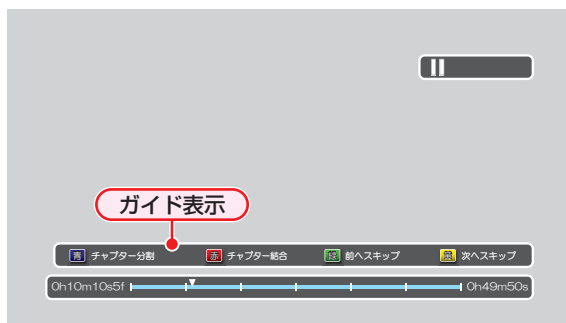 ガイド表示
青 チャプター分割 赤 チャプター結合 緑 前へスキップ 黄 次へスキップ
0h10m10s5f 0h49m50s